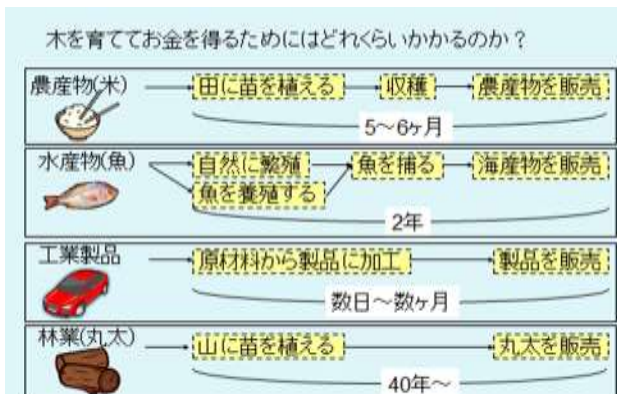 木を育ててお金を得るためにはどれくらいかかるのか？
農産物(米)
田に苗を植える 収穫 農産物を販売
5～6ヶ月
水産物(魚)
自然に繁殖 魚を捕る 海産物を販売
魚を養殖する
2年
工業製品
原材料から製品に加工 製品を販売
数日～数ヶ月
林業(丸太)
山に苗を植える 丸太を販売
40年～